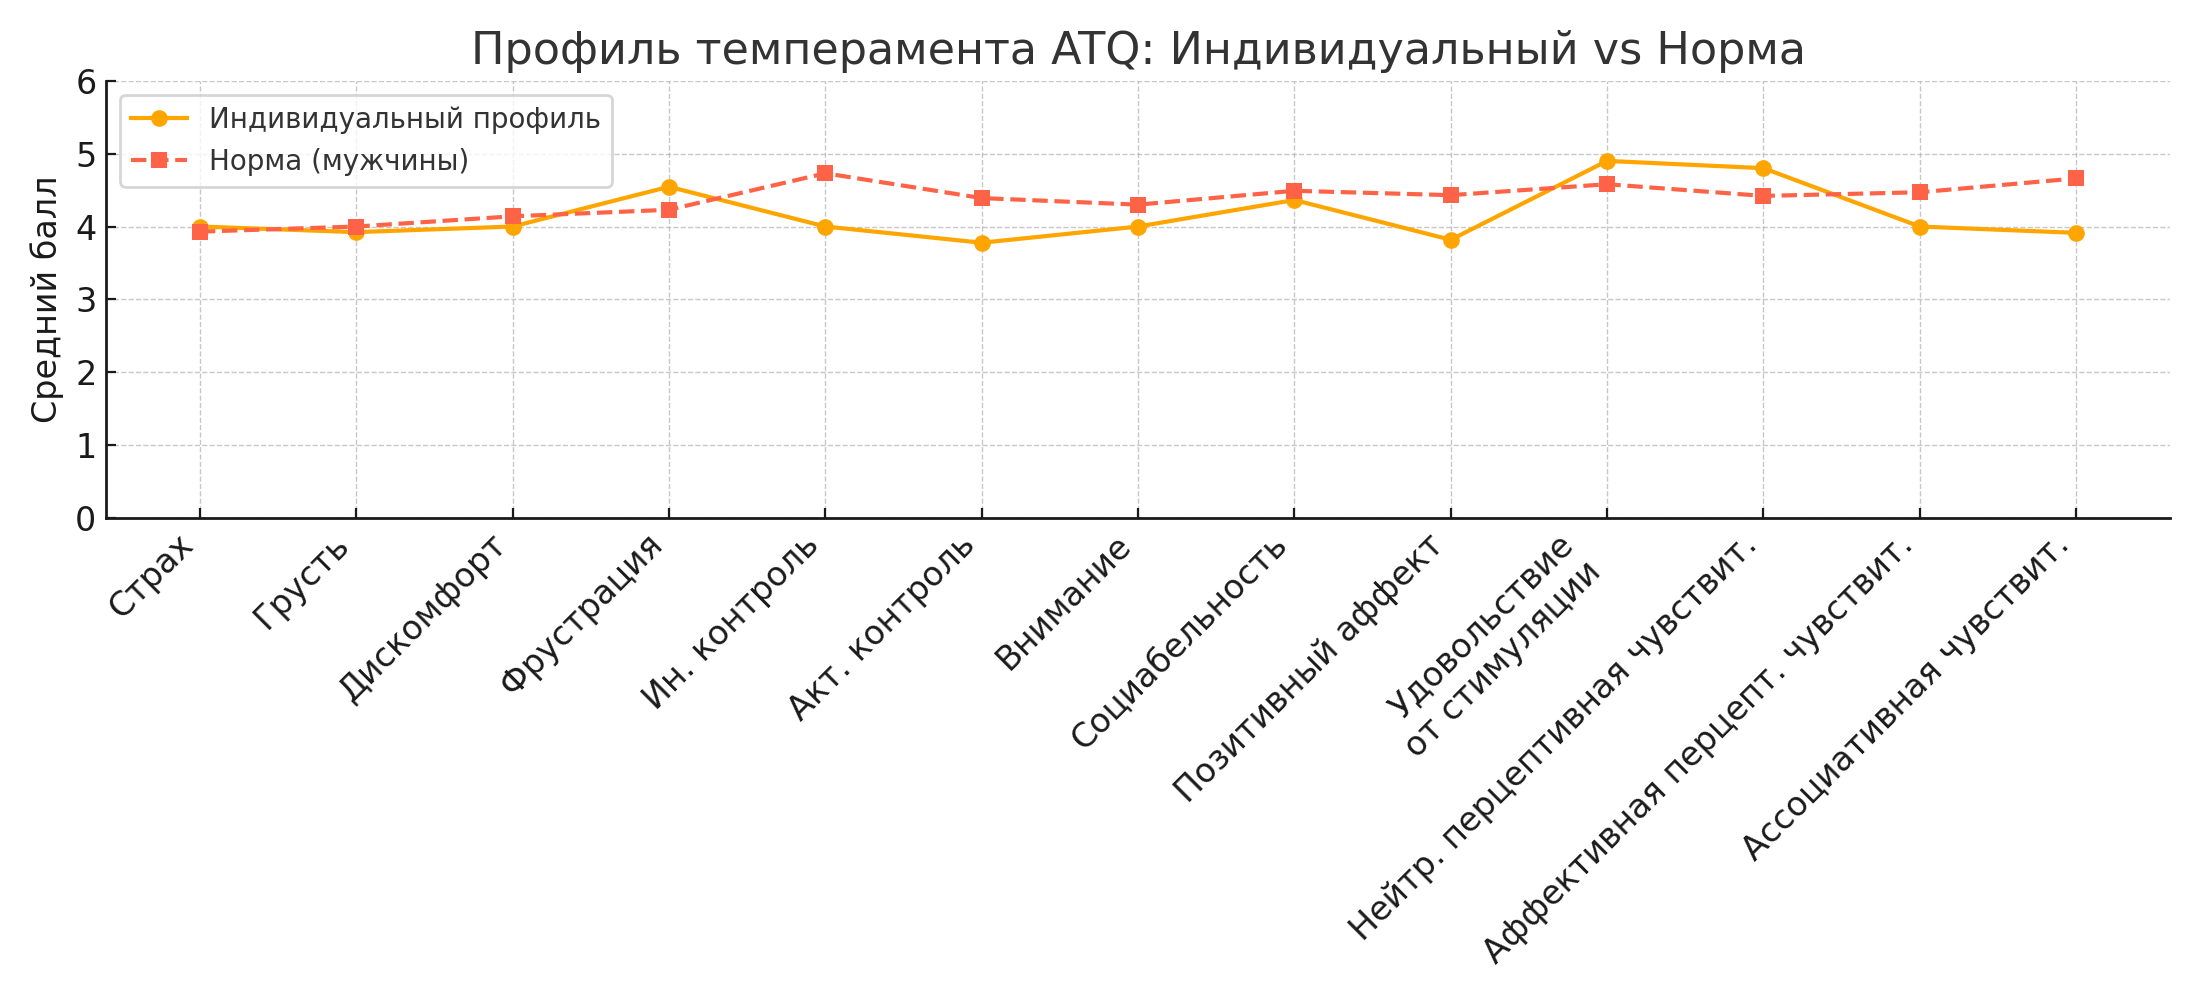 Профиль темперамента ATQ: Индивидуальный vs Норма
Индивидуальный профиль
Норма (мужчины)
Средний балл
6
5
4
3
2
1
0
Страх
Грусть
Дискомфорт
Фрустрация
Ин. контроль
Акт. контроль
Внимание
Социабельность
Позитивный аффект
Удовольствие
от стимуляции
Нейтр. перцептивная чувствит.
Аффективная перцепт. чувствит.
Ассоциативная чувствит.